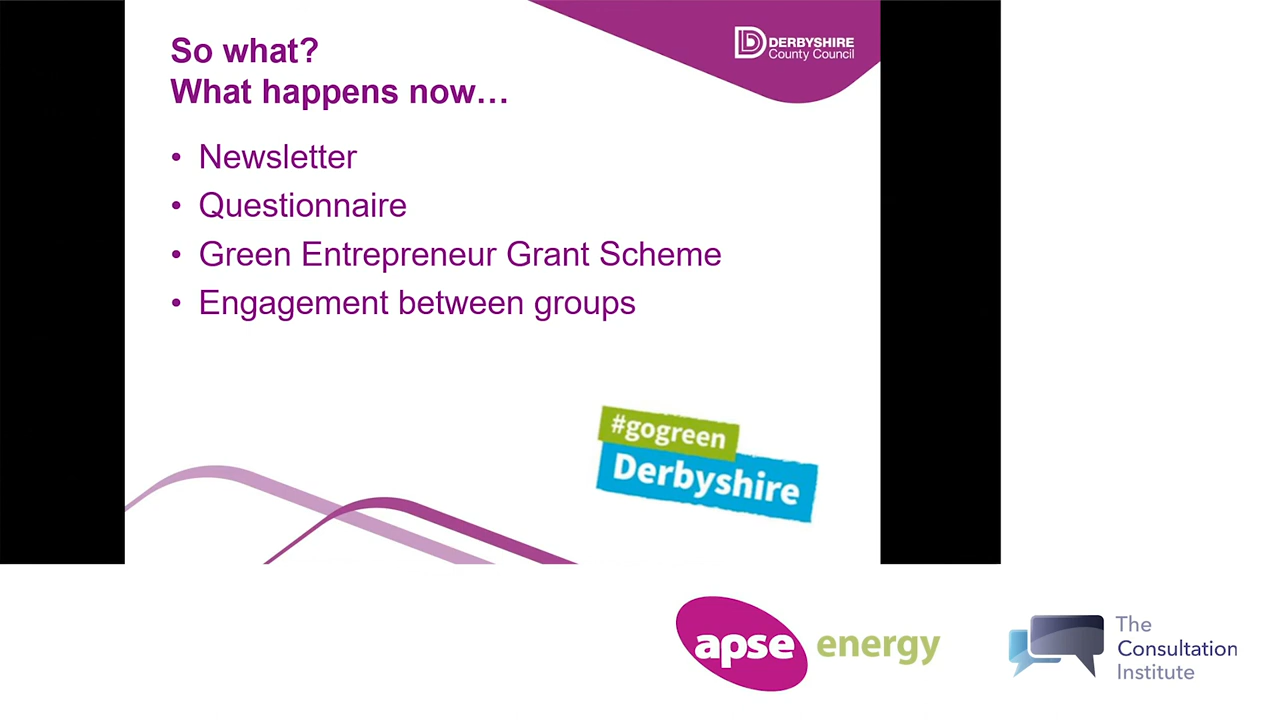 So what?
What happens now…
DERBYSHIRE
County Council
• Newsletter
• Questionnaire
• Green Entrepreneur Grant Scheme
• Engagement between groups
#gogreen
Derbyshire
apse energy
The
Consultation
Institute